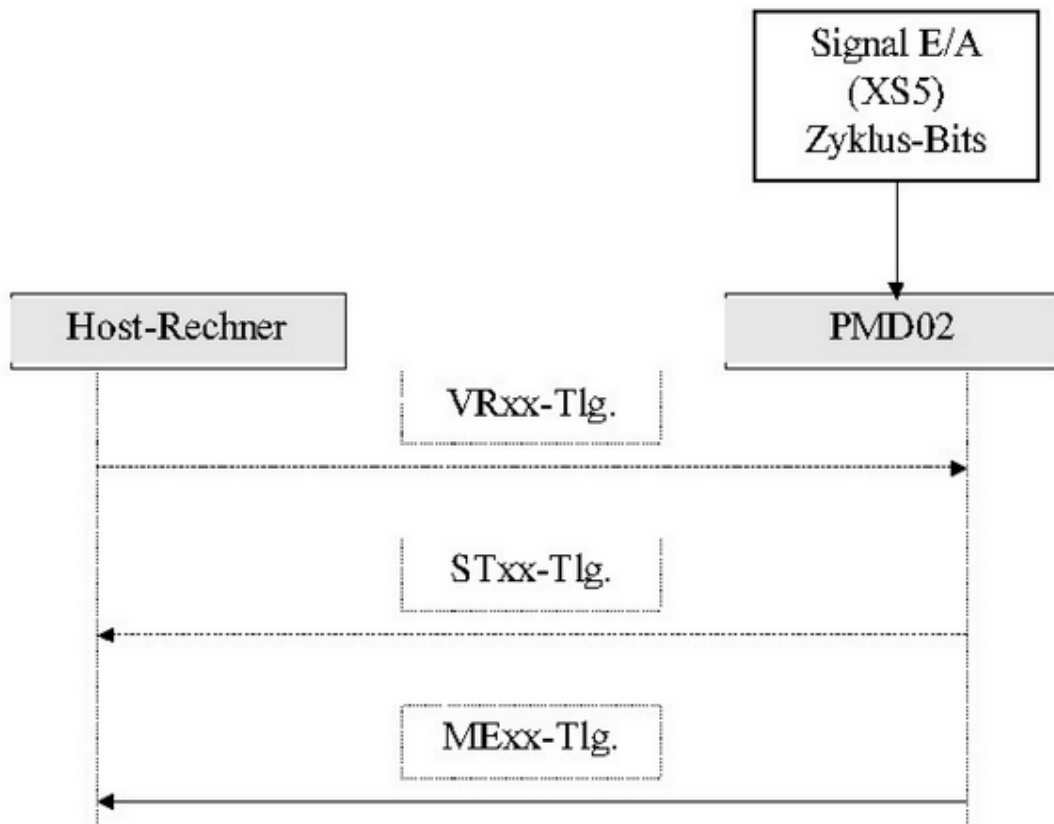 Signal E/A
(XS5)
Zyklus-Bits
Host-Rechner
PMD02
VRxx-Tlg.
STxx-Tlg.
MExx-Tlg.